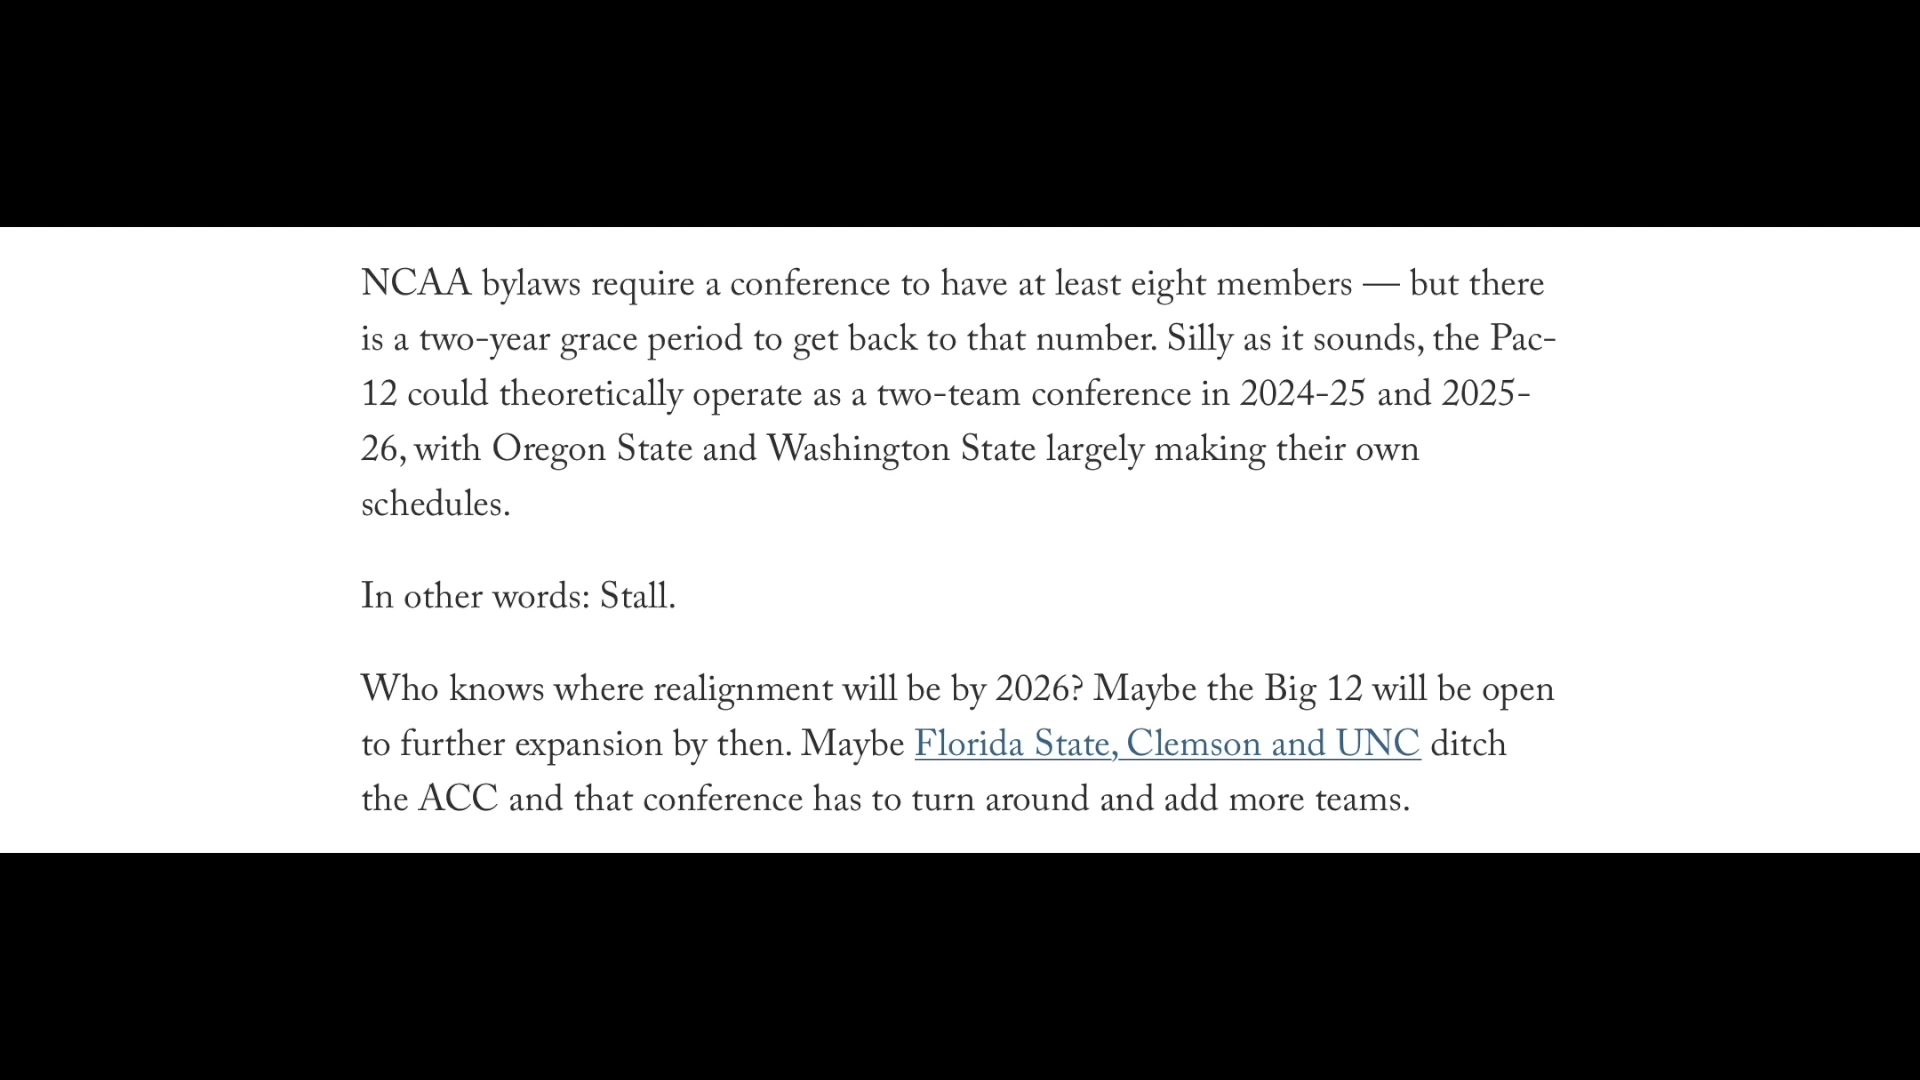 NCAA bylaws require a conference to have at least eight members — but there
is a two-year grace period to get back to that number. Silly as it sounds, the Pac-
12 could theoretically operate as a two-team conference in 2024-25 and 2025-
26, with Oregon State and Washington State largely making their own
schedules.
In other words: Stall.
Who knows where realignment will be by 2026? Maybe the Big 12 will be open
to further expansion by then. Maybe Florida State, Clemson and UNC ditch
the ACC and that conference has to turn around and add more teams.